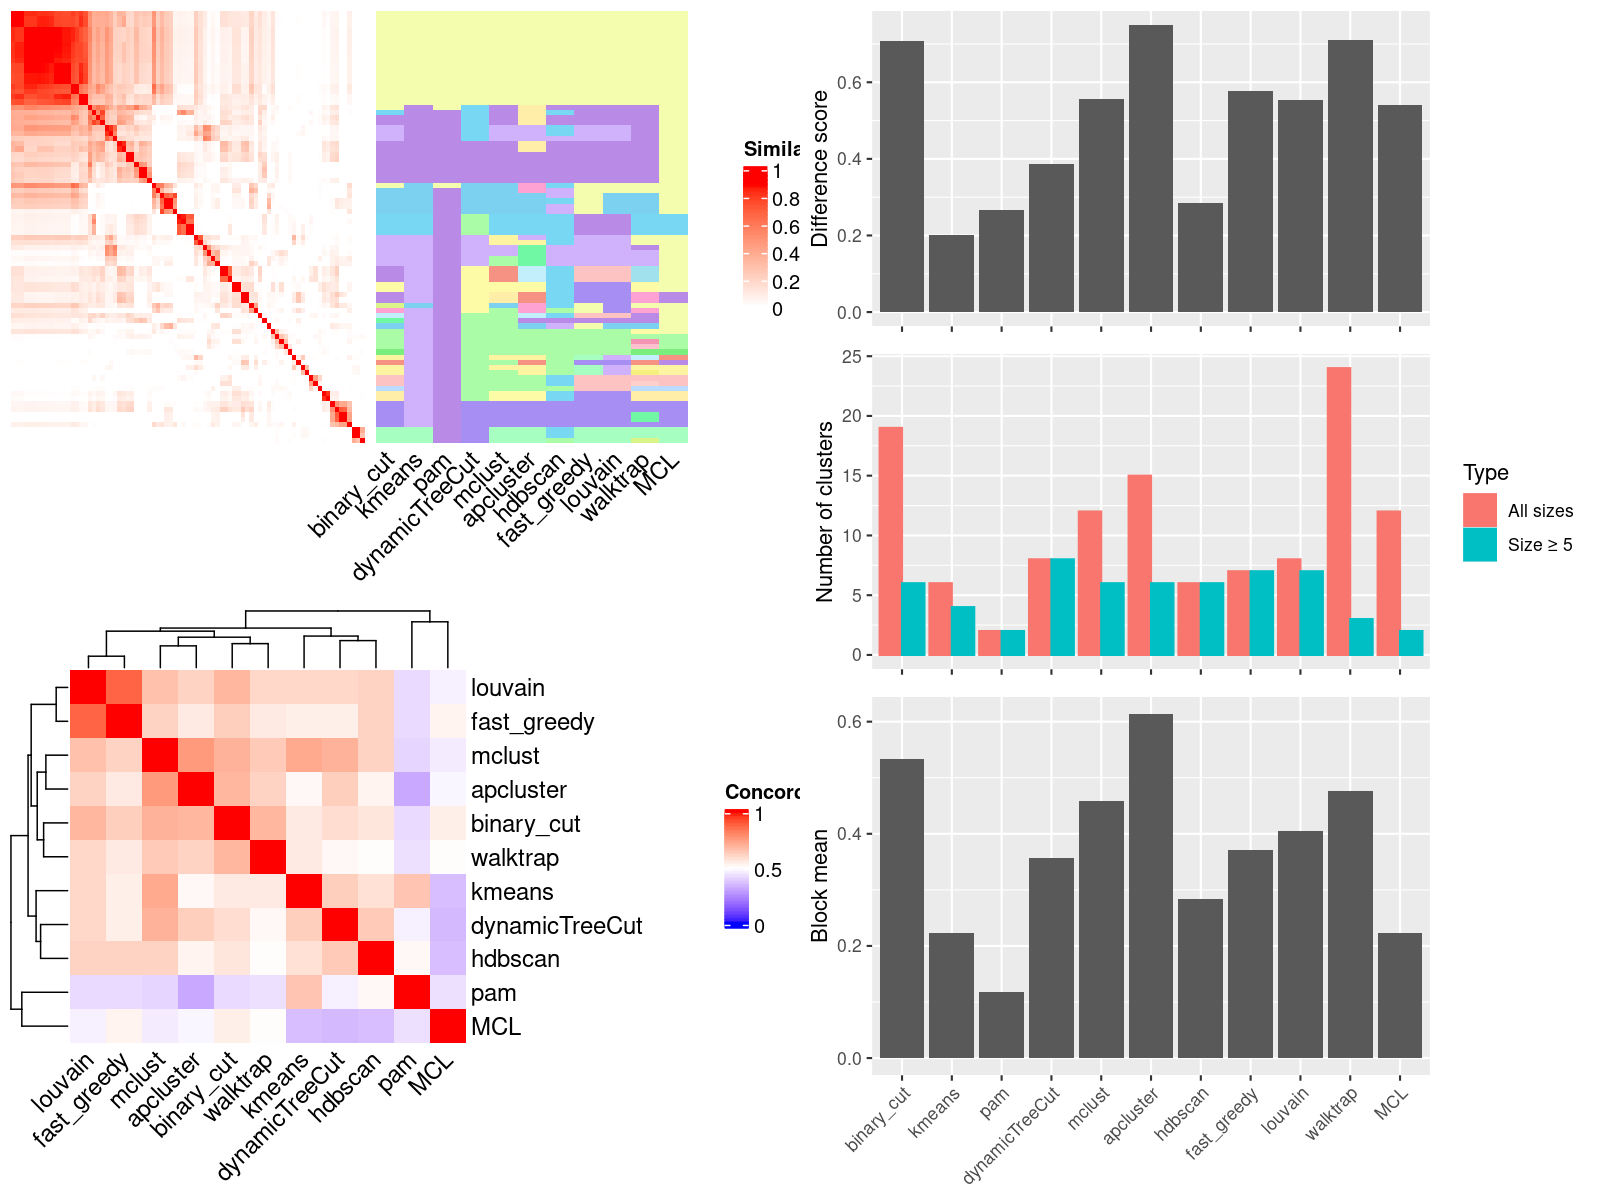 Simila
1
0.8
0.6
0.4
0.2
0
binary_cut
kmeans
pam
dynamicTreeCut
mclust
apcluster
hdbscan
fast_greedy
louvain
walktrap
MCL
Difference score
0.6
0.4
0.2
0.0
Number of clusters
25
20
15
10
5
0
Type
All sizes
Size ≥ 5
louvain
fast_greedy
mclust
apcluster
binary_cut
walktrap
kmeans
dynamicTreeCut
hdbscan
pam
MCL
louvain
fast_greedy
mclust
apcluster
binary_cut
walktrap
kmeans
dynamicTreeCut
hdbscan
pam
MCL
Concord
1
0.5
0
Block mean
0.6
0.4
0.2
0.0
binary_cut
kmeans
pam
dynamicTreeCut
mclust
apcluster
hdbscan
fast_greedy
louvain
walktrap
MCL